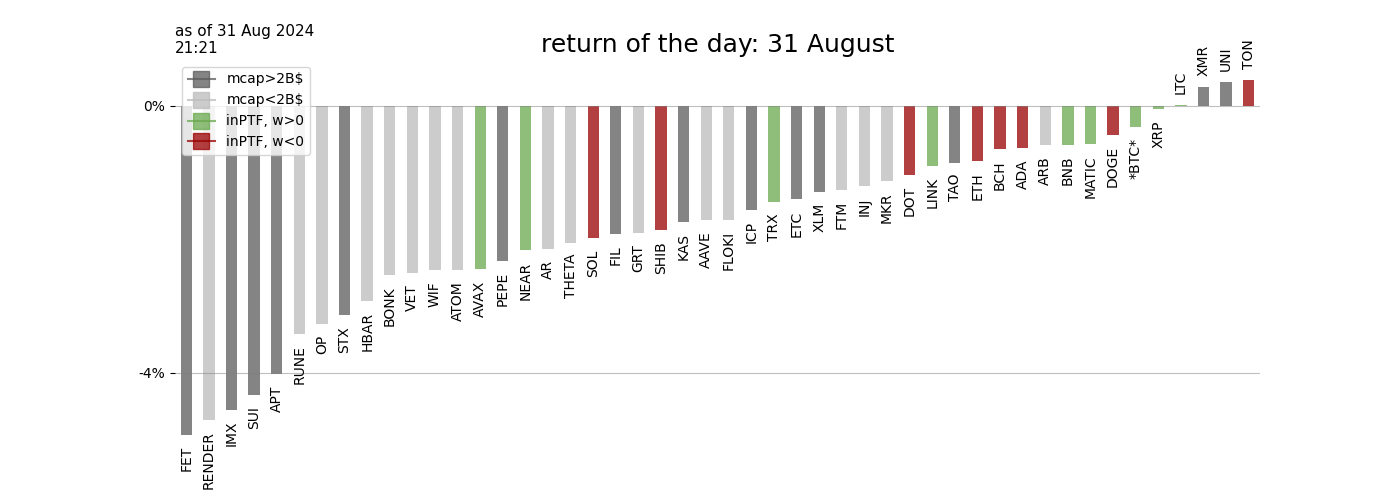 as of 31 Aug 2024
21:21
return of the day: 31 August
mcap>2B$
mcap<2B$
inPTF, w>0
inPTF, w<0
0%
-4%
FET
RENDER
IMX
SUI
APT
RUNE
OP
STX
HBAR
BONK
VET
WIF
ATOM
AVAX
PEPE
NEAR
AR
THETA
SOL
FIL
GRT
SHIB
KAS
AAVE
FLOKI
ICP
TRX
ETC
XLM
FTM
INJ
MKR
DOT
LINK
TAO
ETH
BCH
ADA
ARB
BNB
MATIC
DOGE
*BTC*
XRP
LTC
XMR
UNI
TON